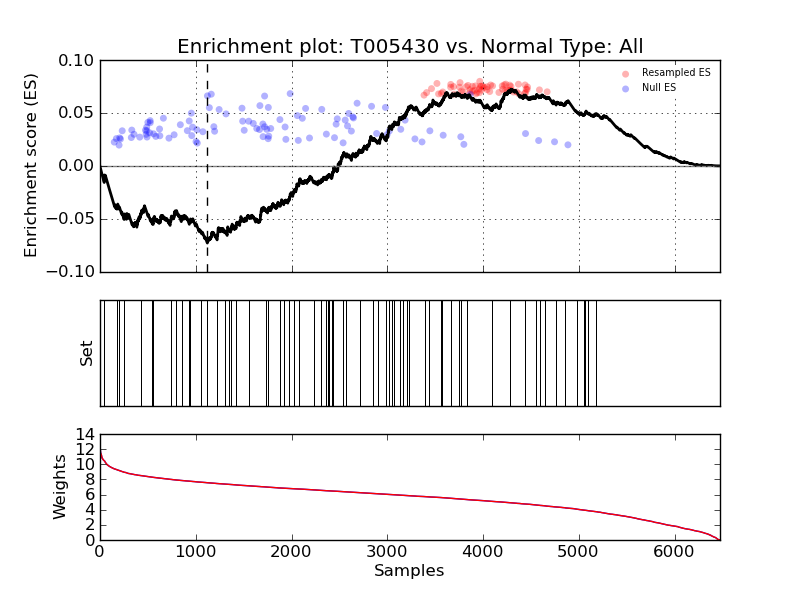 Enrichment plot: T005430 vs. Normal Type: All
Enrichment score (ES)
0.10
0.05
0.00
−0.05
−0.10
Resampled ES
Null ES
Set
Weights
14
12
10
8
6
4
2
0
0 1000 2000 3000 4000 5000 6000
Samples